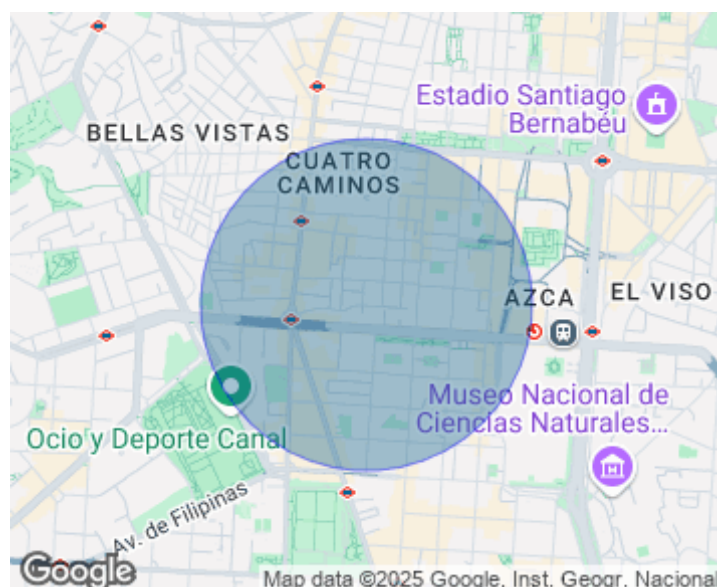 Estadio Santiago
Bernabéu
BELLAS VISTAS
CUATRO
CAMINOS
AZCA
EL VISO
Museo Nacional de
Ciencias Naturales...
Ocio y Deporte Canal
Av. de Filipinas
Google
Map data ©2025 Google, Inst. Geogr. Nacional